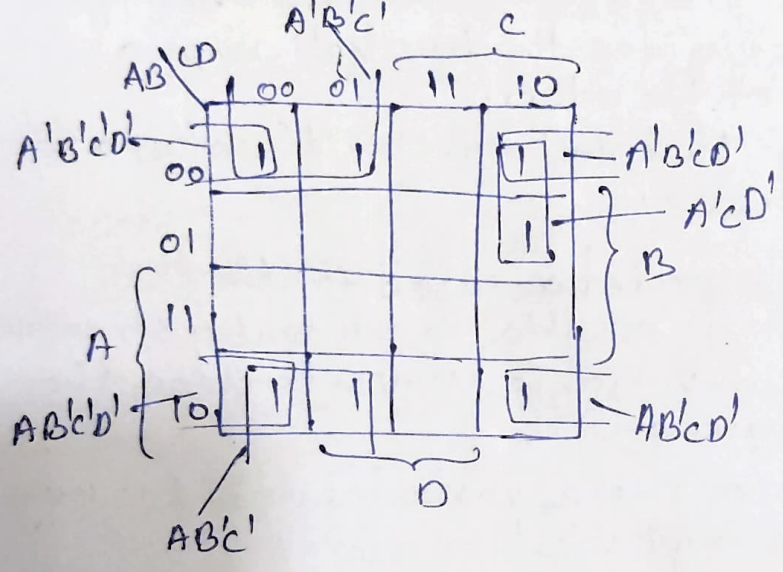 A'B'C'
C
AB CD
00 01 11 10
A'B'C'D'
00 1 1 1
A'B'CD'
A'CD'
01 1
B
11
A
AB'C'D'
10 1 1 1
AB'CD'
D
AB'C'